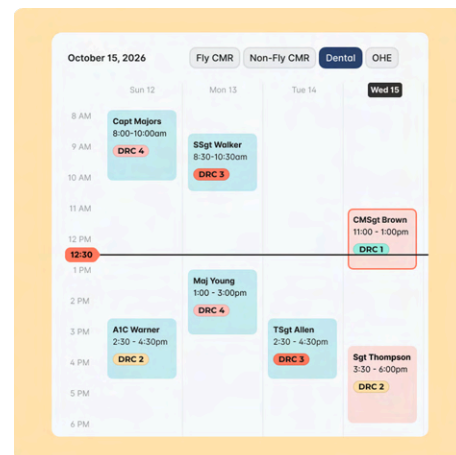 October 15, 2026
Fly CMR
Non-Fly CMR
Dental
OHE
Sun 12
Mon 13
Tue 14
Wed 15
8 AM
9 AM
10 AM
11 AM
12 PM
12:30
1 PM
2 PM
3 PM
4 PM
5 PM
6 PM
Capt Majors
8:00-10:00am
DRC 4
A1C Warner
2:30 - 4:30pm
DRC 2
SSgt Walker
8:30-10:30am
DRC 3
Maj Young
1:00 - 3:00pm
DRC 4
TSgt Allen
2:30 - 4:30pm
DRC 3
CMSgt Brown
11:00 - 1:00pm
DRC 1
Sgt Thompson
3:30 - 6:00pm
DRC 2